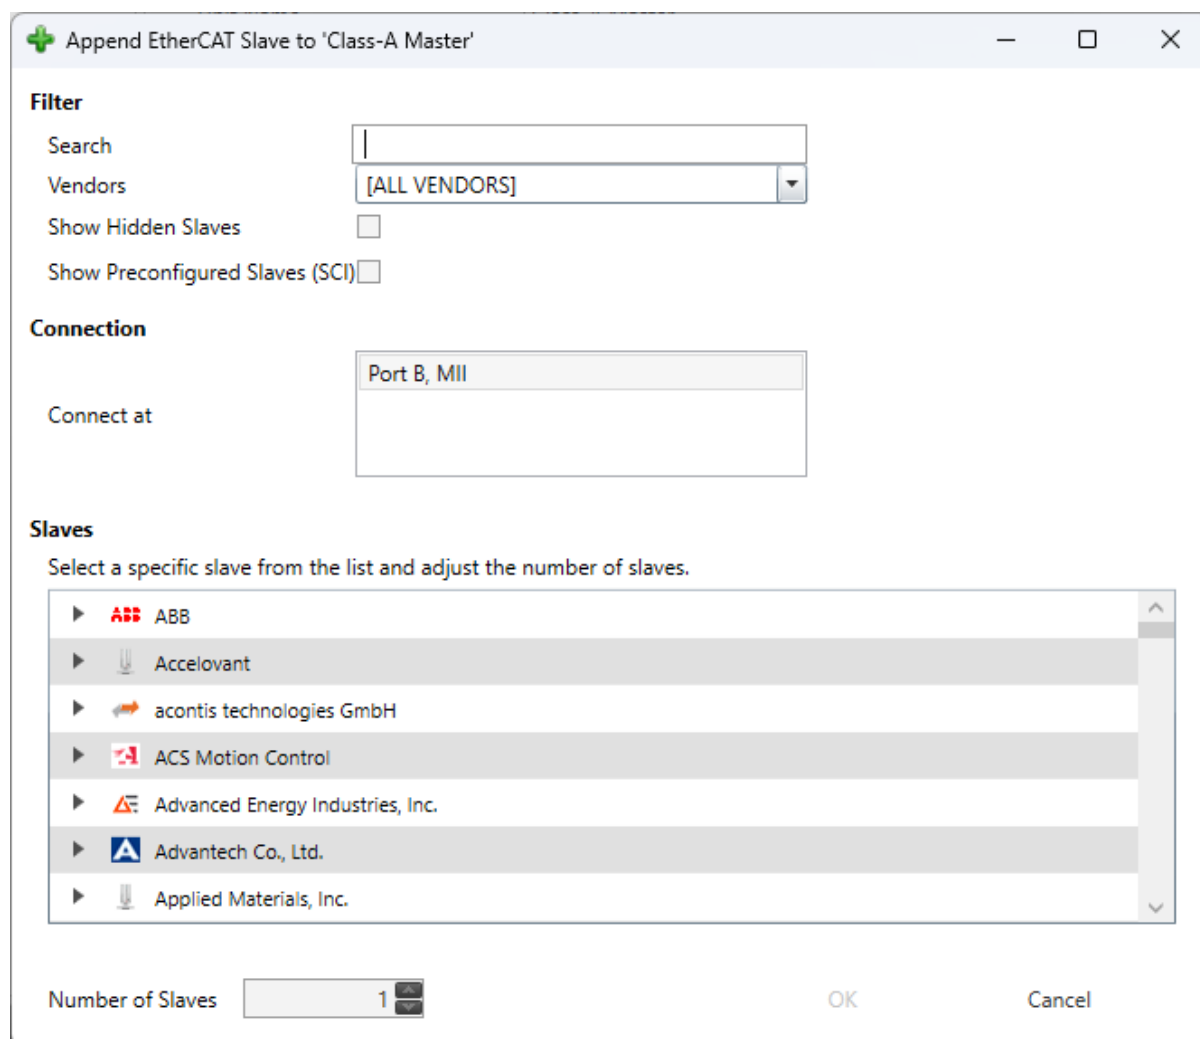 Append EtherCAT Slave to 'Class-A Master'
Filter
Search
Vendors [ALL VENDORS]
Show Hidden Slaves
Show Preconfigured Slaves (SCI)
Connection
Port B, MII
Connect at
Slaves
Select a specific slave from the list and adjust the number of slaves.
ABB ABB
Accelovant
acontis technologies GmbH
ACS Motion Control
Advanced Energy Industries, Inc.
Advantech Co., Ltd.
Applied Materials, Inc.
Number of Slaves 1 OK Cancel